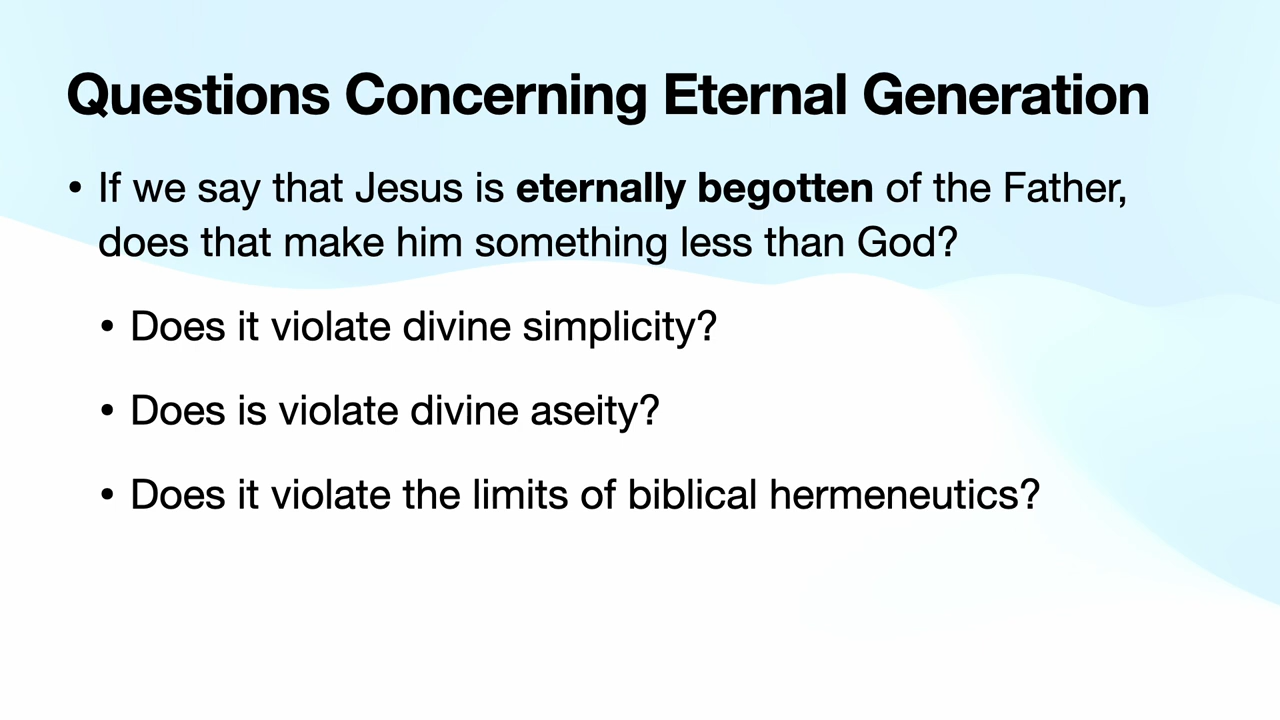 Questions Concerning Eternal Generation
• If we say that Jesus is eternally begotten of the Father,
does that make him something less than God?
• Does it violate divine simplicity?
• Does is violate divine aseity?
• Does it violate the limits of biblical hermeneutics?